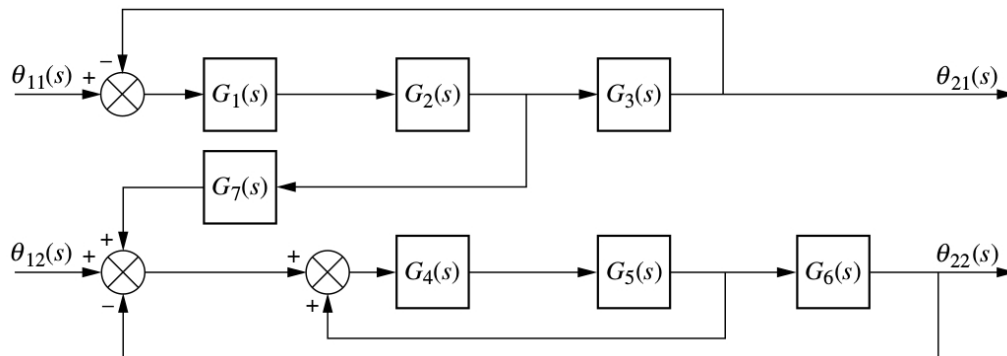 −
θ₁₁(s) + G₁(s) G₂(s) G₃(s) θ₂₁(s)
G₇(s)
+
θ₁₂(s) + + G₄(s) G₅(s) G₆(s) θ₂₂(s)
− +